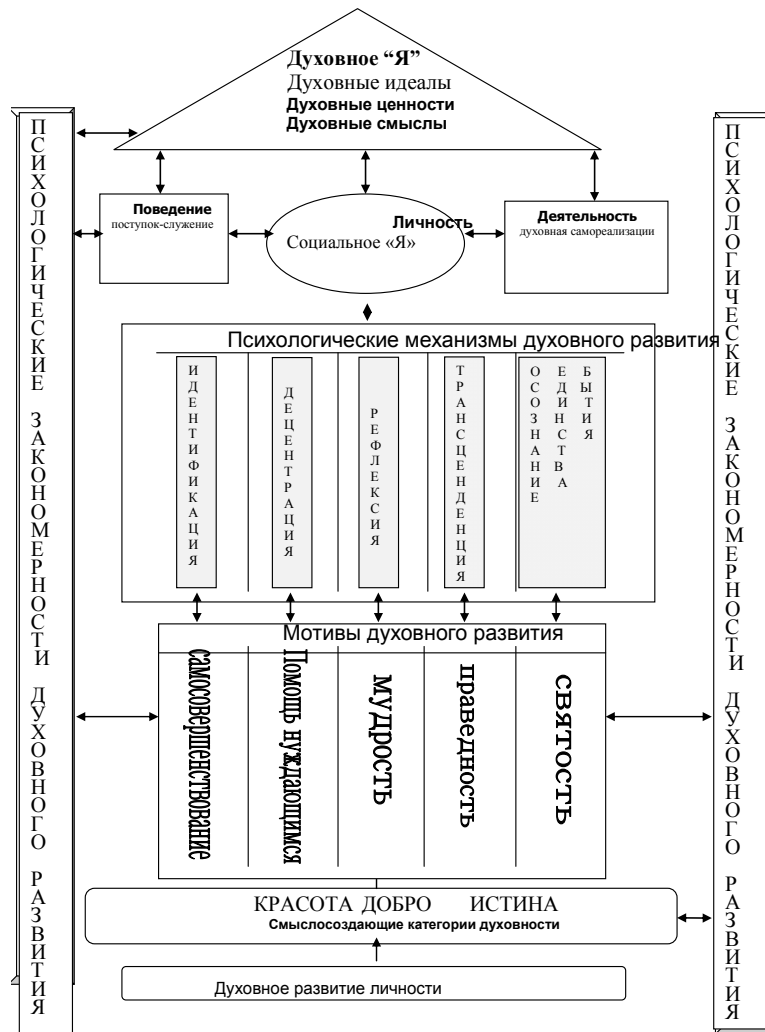 Духовное “Я”
Духовные идеалы
Духовные ценности
Духовные смыслы
ПСИХОЛОГИЧЕСКИЕ ЗАКОНОМЕРНОСТИ ДУХОВНОГО РАЗВИТИЯ
Поведение
поступок-служение
Личность
Социальное «Я»
Деятельность
духовная самореализации
ПСИХОЛОГИЧЕСКИЕ ЗАКОНОМЕРНОСТИ ДУХОВНОГО РАЗВИТИЯ
Психологические механизмы духовного развития
ИДЕНТИФИКАЦИЯ
ДЕЦЕНТРАЦИЯ
РЕФЛЕКСИЯ
ТРАНСЦЕНДЕНЦИЯ
ОСОЗНАНИЕ
ЕДИНСТВА
БЫТИЯ
Мотивы духовного развития
самосовершенствование
Помощь нуждающимся
мудрость
праведность
святость
КРАСОТА ДОБРО ИСТИНА
Смыслосоздающие категории духовности
Духовное развитие личности